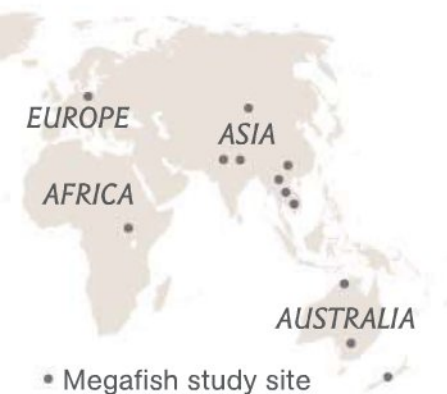 EUROPE
ASIA
AFRICA
AUSTRALIA
• Megafish study site